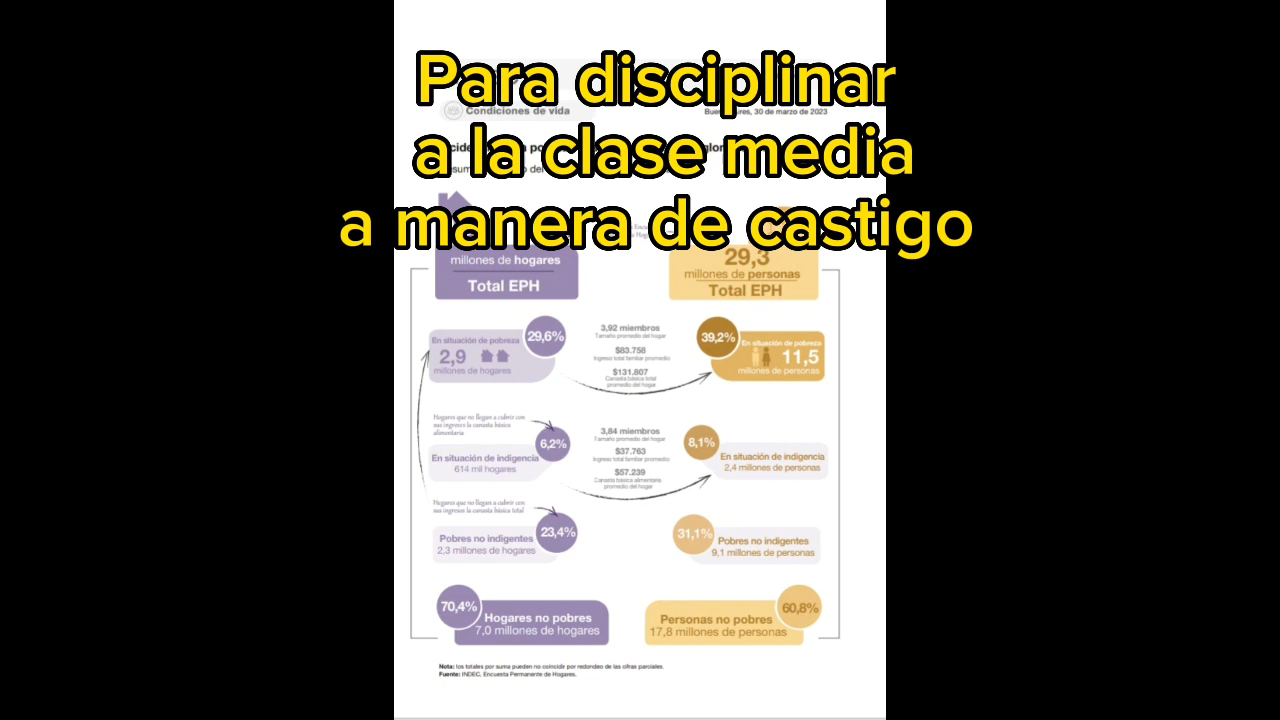 Para disciplinar
a la clase media
a manera de castigo
Condiciones de vida
30 de marzo de 2023
millones de hogares
Total EPH
29,3
millones de personas
Total EPH
29,6%
En situación de pobreza
2,9
millones de hogares
3,92 miembros
Tamaño promedio del hogar
$83.758
Ingreso total familiar promedio
$131.807
Canasta básica total
promedio del hogar
39,2%
En situación de pobreza
11,5
millones de personas
Hogares que no llegan a cubrir con
sus ingresos la canasta básica
alimentaria
6,2%
En situación de indigencia
614 mil hogares
3,84 miembros
Tamaño promedio del hogar
$37.763
Ingreso total familiar promedio
$57.239
Canasta básica alimentaria
promedio del hogar
8,1%
En situación de indigencia
2,4 millones de personas
Hogares que no llegan a cubrir con
sus ingresos la canasta básica total
23,4%
Pobres no indigentes
2,3 millones de hogares
31,1%
Pobres no indigentes
9,1 millones de personas
70,4%
Hogares no pobres
7,0 millones de hogares
60,8%
Personas no pobres
17,8 millones de personas
Nota: los totales por suma pueden no coincidir por redondeo de las cifras parciales.
Fuente: INDEC, Encuesta Permanente de Hogares.